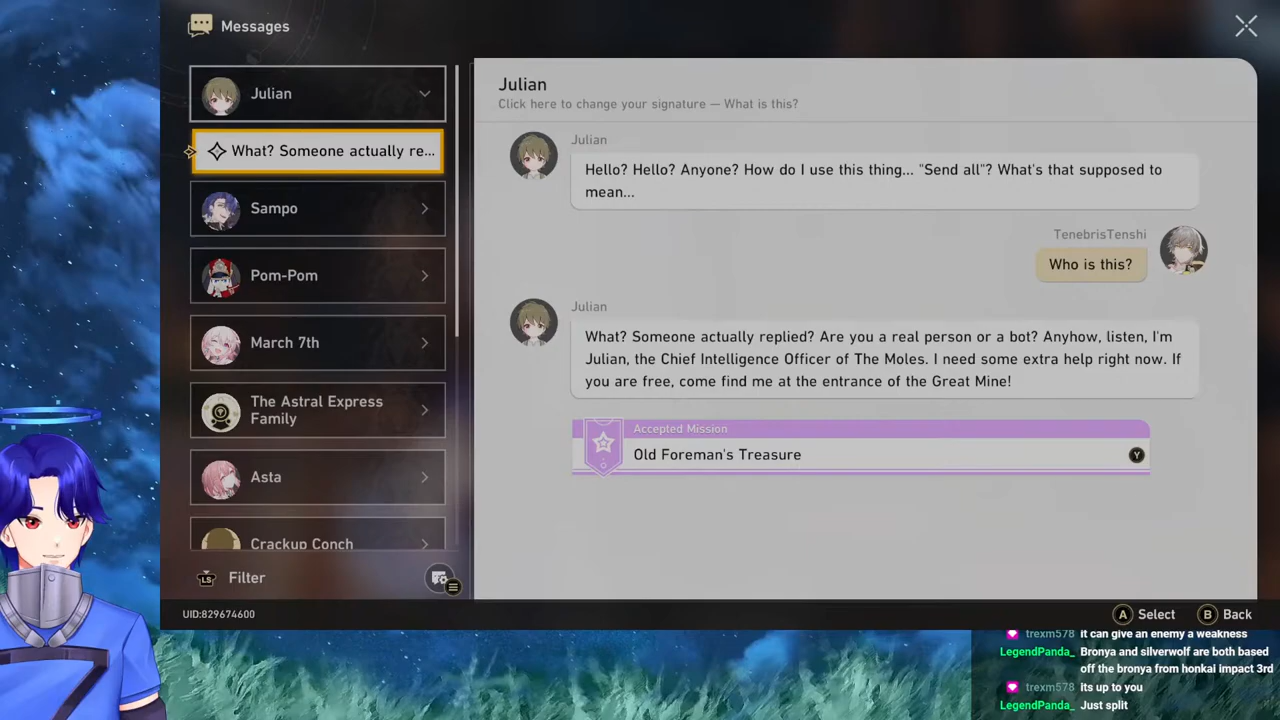 Messages
Julian
What? Someone actually re...
Sampo
Pom-Pom
March 7th
The Astral Express
Family
Asta
Crackup Conch
LS
Filter
UID:829674600
Julian
Click here to change your signature — What is this?
Julian
Hello? Hello? Anyone? How do I use this thing... "Send all"? What's that supposed to
mean...
TenebrisTenshi
Who is this?
Julian
What? Someone actually replied? Are you a real person or a bot? Anyhow, listen, I'm
Julian, the Chief Intelligence Officer of The Moles. I need some extra help right now. If
you are free, come find me at the entrance of the Great Mine!
Accepted Mission
Old Foreman's Treasure
Y
A Select
B Back
trexm578 it can give an enemy a weakness
LegendPanda_ Bronya and silverwolf are both based
off the bronya from honkai impact 3rd
trexm578 its up to you
LegendPanda_ Just split